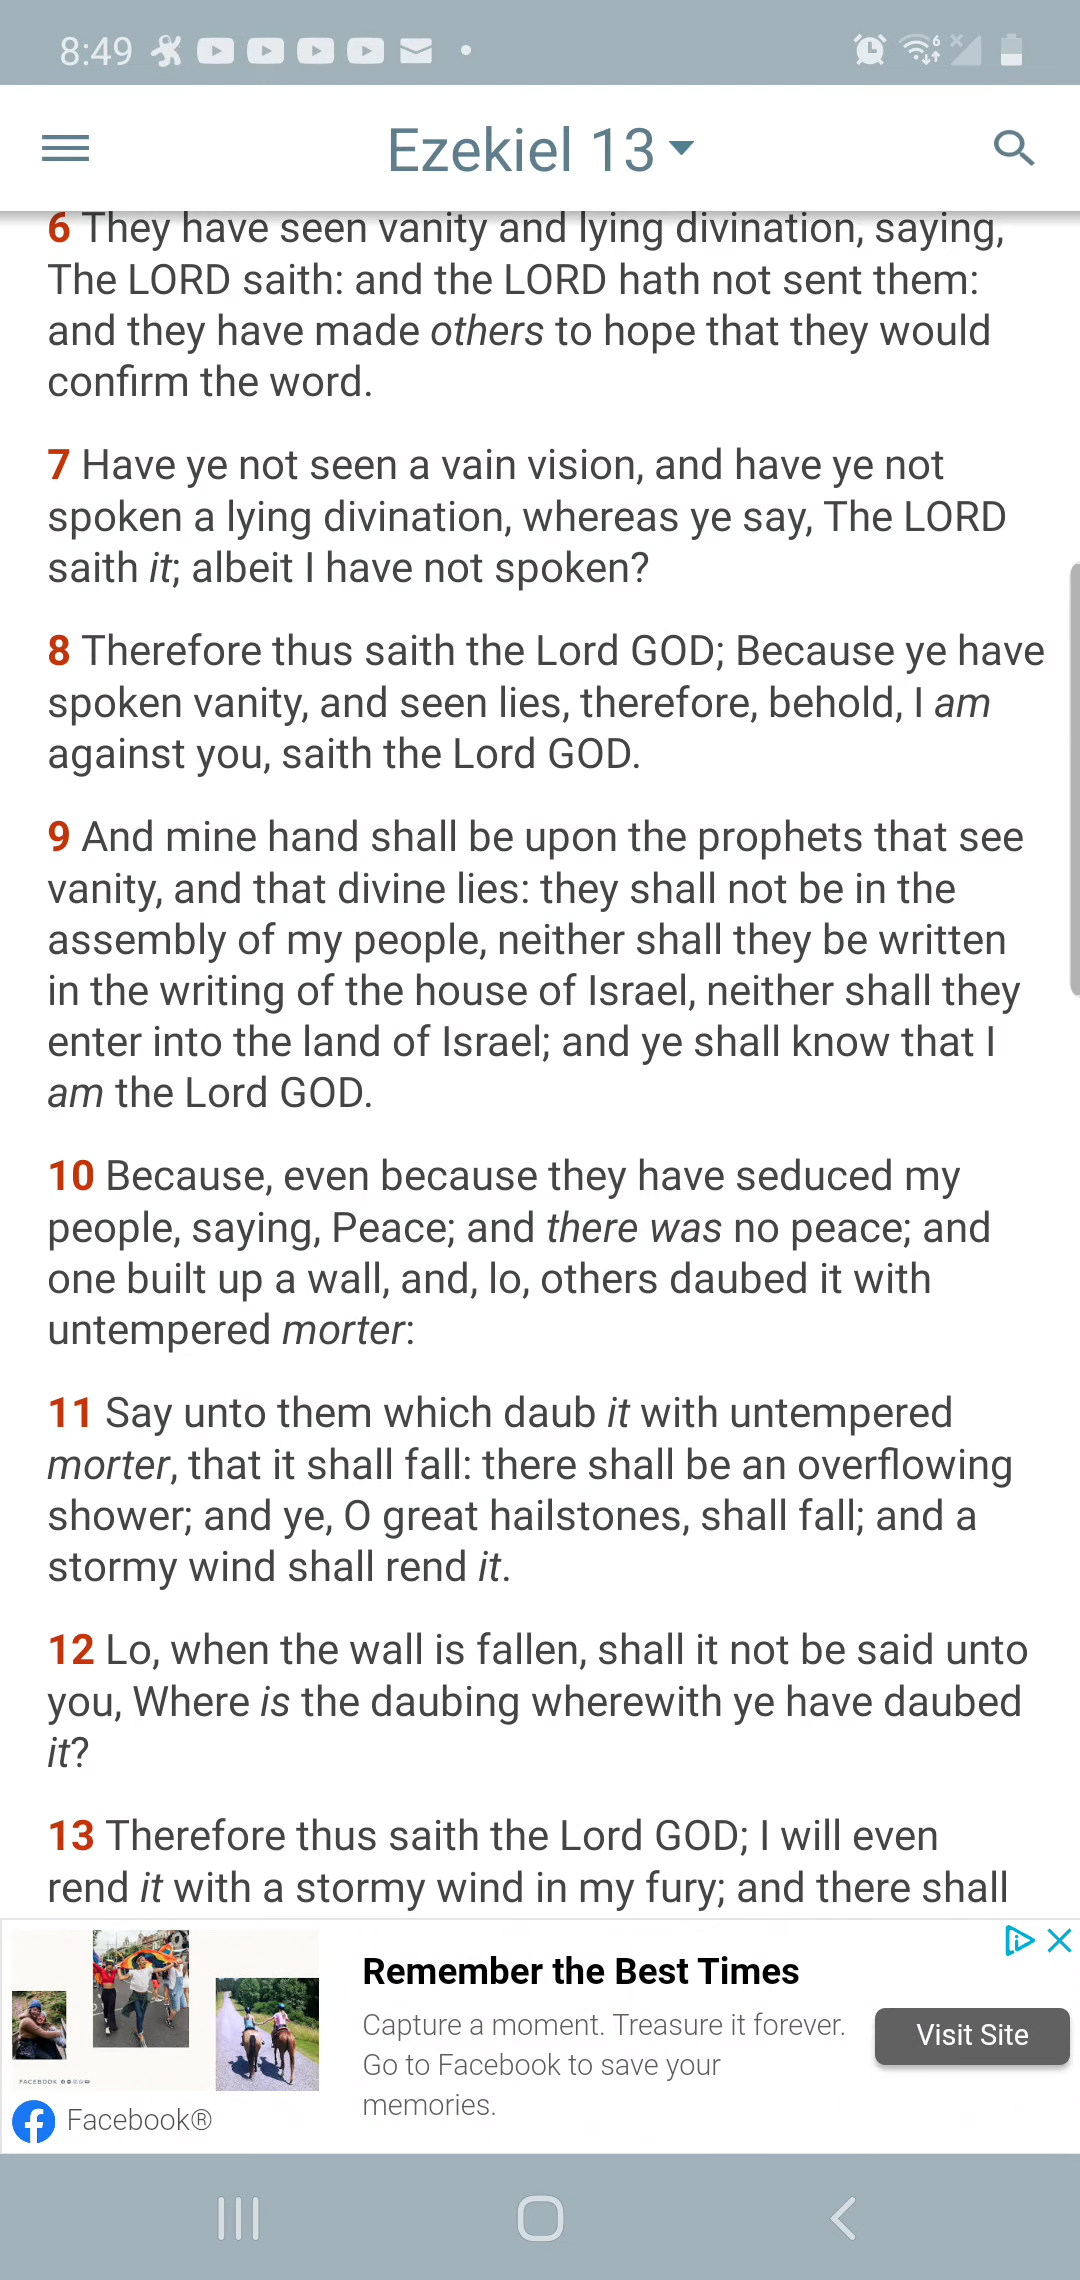 8:49
Ezekiel 13
6 They have seen vanity and lying divination, saying,
The LORD saith: and the LORD hath not sent them:
and they have made others to hope that they would
confirm the word.
7 Have ye not seen a vain vision, and have ye not
spoken a lying divination, whereas ye say, The LORD
saith it; albeit I have not spoken?
8 Therefore thus saith the Lord GOD; Because ye have
spoken vanity, and seen lies, therefore, behold, I am
against you, saith the Lord GOD.
9 And mine hand shall be upon the prophets that see
vanity, and that divine lies: they shall not be in the
assembly of my people, neither shall they be written
in the writing of the house of Israel, neither shall they
enter into the land of Israel; and ye shall know that I
am the Lord GOD.
10 Because, even because they have seduced my
people, saying, Peace; and there was no peace; and
one built up a wall, and, lo, others daubed it with
untempered morter:
11 Say unto them which daub it with untempered
morter, that it shall fall: there shall be an overflowing
shower; and ye, O great hailstones, shall fall; and a
stormy wind shall rend it.
12 Lo, when the wall is fallen, shall it not be said unto
you, Where is the daubing wherewith ye have daubed
it?
13 Therefore thus saith the Lord GOD; I will even
rend it with a stormy wind in my fury; and there shall
Remember the Best Times
Capture a moment. Treasure it forever.
Go to Facebook to save your
memories.
Visit Site
FACEBOOK
Facebook®